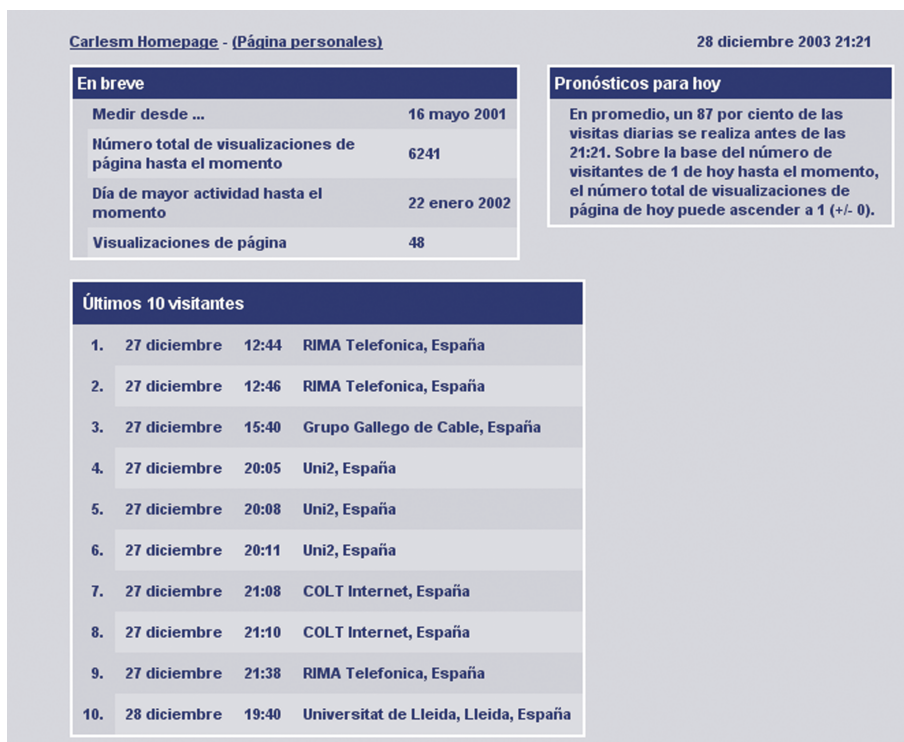 Carlesm Homepage - (Página personales)
28 diciembre 2003 21:21
En breve
Medir desde ... 16 mayo 2001
Número total de visualizaciones de
página hasta el momento 6241
Día de mayor actividad hasta el
momento 22 enero 2002
Visualizaciones de página 48
Pronósticos para hoy
En promedio, un 87 por ciento de las
visitas diarias se realiza antes de las
21:21. Sobre la base del número de
visitantes de 1 de hoy hasta el momento,
el número total de visualizaciones de
página de hoy puede ascender a 1 (+/- 0).
Últimos 10 visitantes
1. 27 diciembre 12:44 RIMA Telefonica, España
2. 27 diciembre 12:46 RIMA Telefonica, España
3. 27 diciembre 15:40 Grupo Gallego de Cable, España
4. 27 diciembre 20:05 Uni2, España
5. 27 diciembre 20:08 Uni2, España
6. 27 diciembre 20:11 Uni2, España
7. 27 diciembre 21:08 COLT Internet, España
8. 27 diciembre 21:10 COLT Internet, España
9. 27 diciembre 21:38 RIMA Telefonica, España
10. 28 diciembre 19:40 Universitat de Lleida, Lleida, España